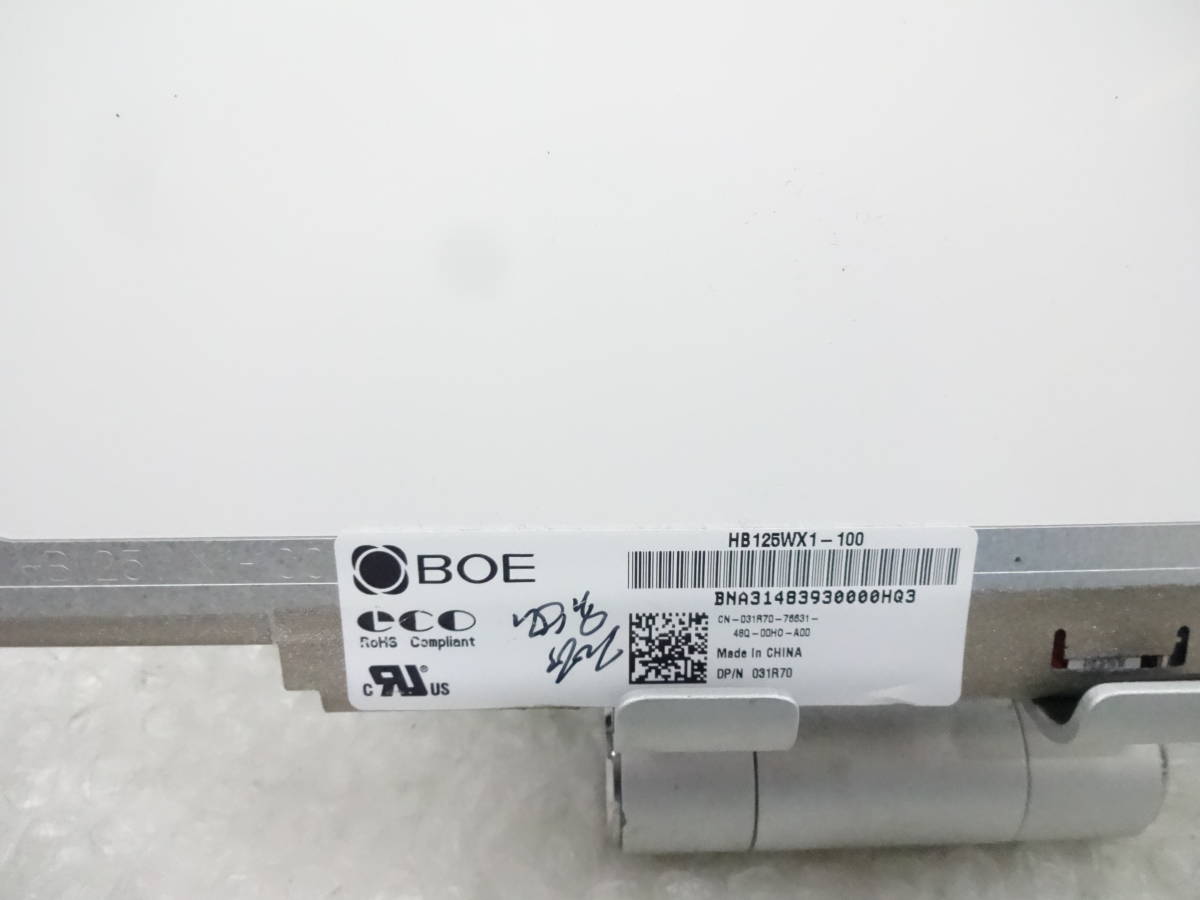 HB125WX1-100
BOE
BNA31483930000HQ3
eco
RoHS Compliant
CN-031R70-76631-
48Q-00H0-A00
Made in CHINA
DP/N 031R70
C RU® US